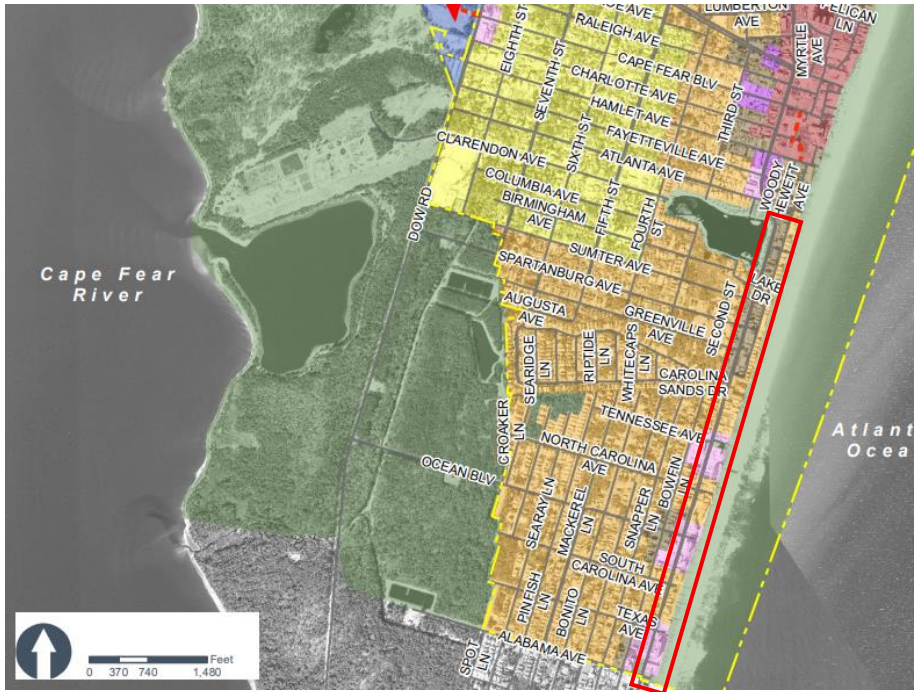 LUMBERTON
AVE
PELICAN
LN
RALEIGH AVE
EIGHTH ST
SEVENTH ST
CAPE FEAR BLV
MYRTLE
AVE
CHARLOTTE AVE
HAMLET AVE
THIRD ST
FAYETTEVILLE AVE
CLARENDON AVE
SIXTH ST
ATLANTA AVE
WOODY
HEWETT
AVE
COLUMBIA AVE
BIRMINGHAM
AVE
FIFTH ST
FOURTH
ST
DOW RD
SUMTER AVE
SPARTANBURG AVE
Cape Fear
River
LAKE
DR
SECOND ST
AUGUSTA
AVE
GREENVILLE
AVE
SEARIDGE
LN
RIPTIDE
LN
WHITECAPS
LN
CAROLINA
SANDS DR
CROAKER
LN
TENNESSEE AVE
Atlant
Ocea
NORTH CAROLINA
AVE
OCEAN BLV
BOWFIN
LN
SEARAY LN
MACKEREL
LN
SNAPPER
LN
SOUTH
CAROLINA AVE
PINFISH
LN
BONITO
LN
TEXAS
AVE
ALABAMA AVE
SPOT
LN
Feet
0 370 740 1,480